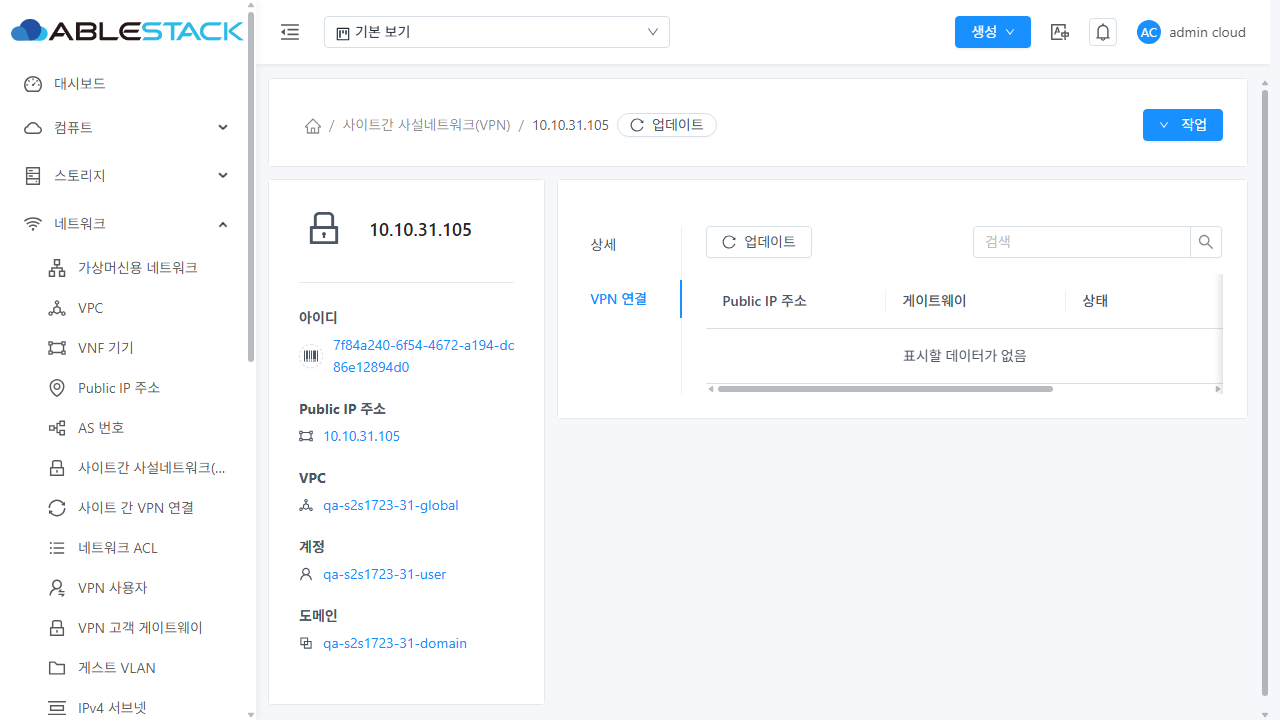 ABLESTACK
기본 보기
생성
AC
admin cloud
대시보드
컴퓨트
스토리지
네트워크
가상머신용 네트워크
VPC
VNF 기기
Public IP 주소
AS 번호
사이트간 사설네트워크(...
사이트 간 VPN 연결
네트워크 ACL
VPN 사용자
VPN 고객 게이트웨이
게스트 VLAN
IPv4 서브넷
/ 사이트간 사설네트워크(VPN) / 10.10.31.105 업데이트
작업
10.10.31.105
아이디
7f84a240-6f54-4672-a194-dc
86e12894d0
Public IP 주소
10.10.31.105
VPC
qa-s2s1723-31-global
계정
qa-s2s1723-31-user
도메인
qa-s2s1723-31-domain
상세
VPN 연결
업데이트
검색
Public IP 주소 게이트웨이 상태
표시할 데이터가 없음